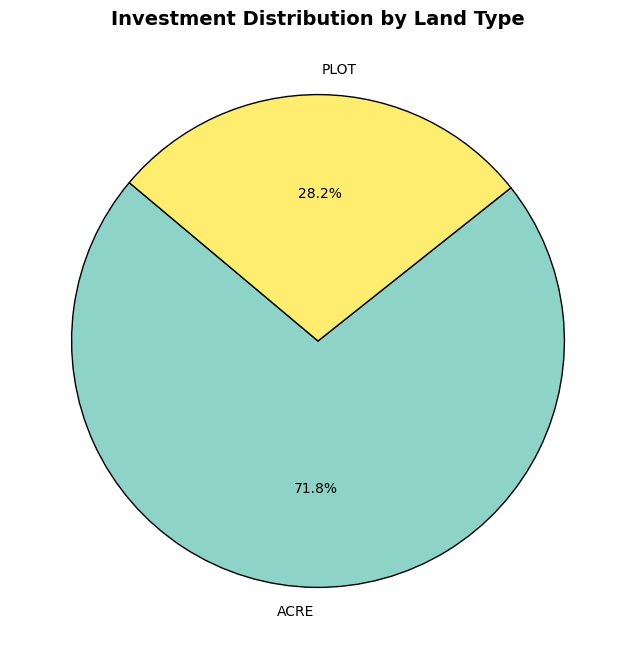 Investment Distribution by Land Type
PLOT
28.2%
71.8%
ACRE